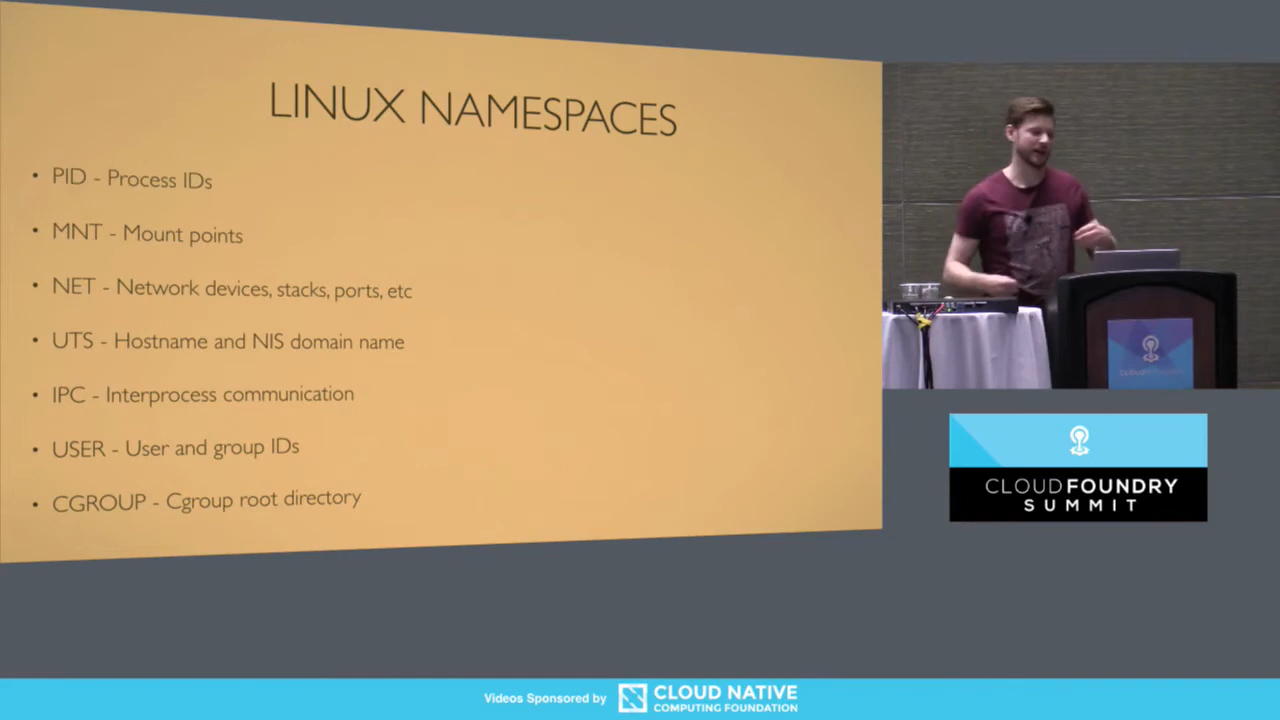 LINUX NAMESPACES
• PID - Process IDs
• MNT - Mount points
• NET - Network devices, stacks, ports, etc
• UTS - Hostname and NIS domain name
• IPC - Interprocess communication
• USER - User and group IDs
• CGROUP - Cgroup root directory
CLOUD FOUNDRY
SUMMIT
Videos Sponsored by
CLOUD NATIVE
COMPUTING FOUNDATION